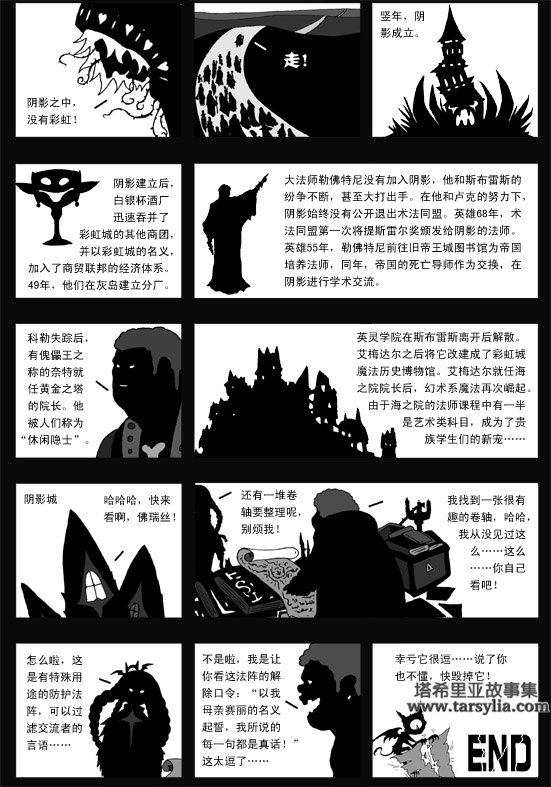 阴影之中，
没有彩虹！
走！
竖年，阴
影成立。
阴影建立后，
白银杯酒厂
迅速吞并了
彩虹城的其他商团，
并以彩虹城的名义，
加入了商贸联邦的经济体系。
49年，他们在灰岛建立分厂。
大法师勒佛特尼没有加入阴影，他和斯布雷斯的
纷争不断，甚至大打出手。在他和卢克的努力下，
阴影始终没有公开退出术法同盟。英雄68年，术
法同盟第一次将提斯雷尔奖颁发给阴影的法师。
英雄55年，勒佛特尼前往旧帝王城图书馆为帝国
培养法师，同年，帝国的死亡导师作为交换，在
阴影进行学术交流。
科勒失踪后，
有傀儡王之
称的奈特就
任黄金之塔
的院长。他
被人们称为
“休闲隐士”。
英灵学院在斯布雷斯离开后解散。
艾梅达尔之后将它改建成了彩虹城
魔法历史博物馆。艾梅达尔就任海
之院院长后，幻术系魔法再次崛起。
由于海之院的法师课程中有一半
是艺术类科目，成为了贵
族学生们的新宠……
阴影城
哈哈哈，快来
看啊，佛瑞丝！
还有一堆卷
轴要整理呢，
别烦我！
我找到一张很有
趣的卷轴，哈哈，
我从没见过这
么……这么
……你自己
看吧！
怎么啦，这
是有特殊用
途的防护法
阵，可以过
滤交流者的
言语……
不是啦，我是让
你看这法阵的解
除口令：“以我
母亲赛丽的名义
起誓，我所说的
每一句都是真话！”
这太逗了……
幸亏它很逗……说了你
也不懂，快毁掉它！
塔希里亚故事集
www.tarsylia.com
END